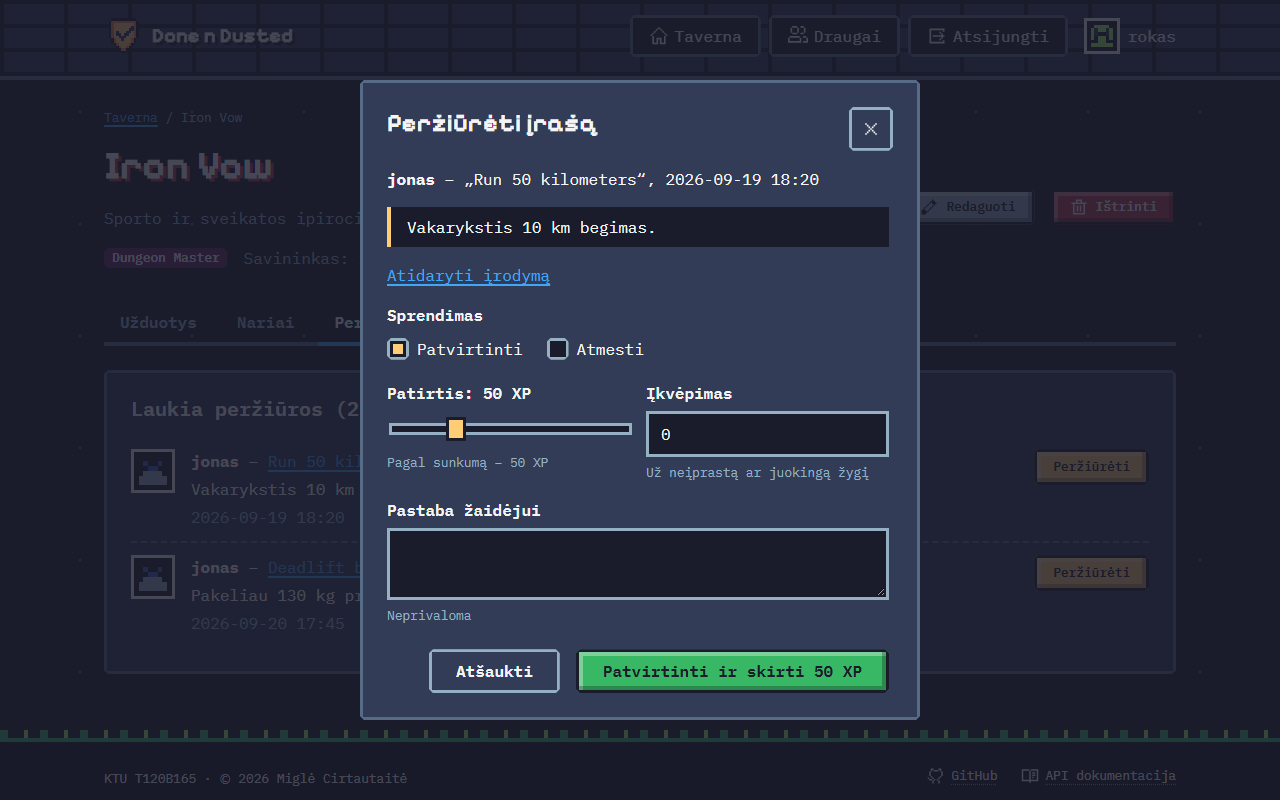 Done n Dusted
Taverna
Draugai
Atsijungti
rokas
Taverna / Iron Vow
Iron Vow
Sporto ir sveikatos
Redaguoti
Ištrinti
Dungeon Master
Savininkas:
Užduotys
Nariai
Laukia peržiūros (2
jonas – Run 50
Vakarykstis 10 km
2026-09-19 18:20
Peržiūrėti
jonas – Deadlift
Pakeliau 130 kg
2026-09-20 17:45
Peržiūrėti
Peržiūrėti įrašą
jonas – „Run 50 kilometers“, 2026-09-19 18:20
Vakarykstis 10 km begimas.
Atidaryti įrodymą
Sprendimas
Patvirtinti
Atmesti
Patirtis: 50 XP
Pagal sunkumą – 50 XP
Įkvėpimas
0
Už neįprastą ar juokingą žygį
Pastaba žaidėjui
Neprivaloma
Atšaukti
Patvirtinti ir skirti 50 XP
KTU T120B165 · © 2026 Miglė Cirtautaitė
GitHub
API dokumentacija